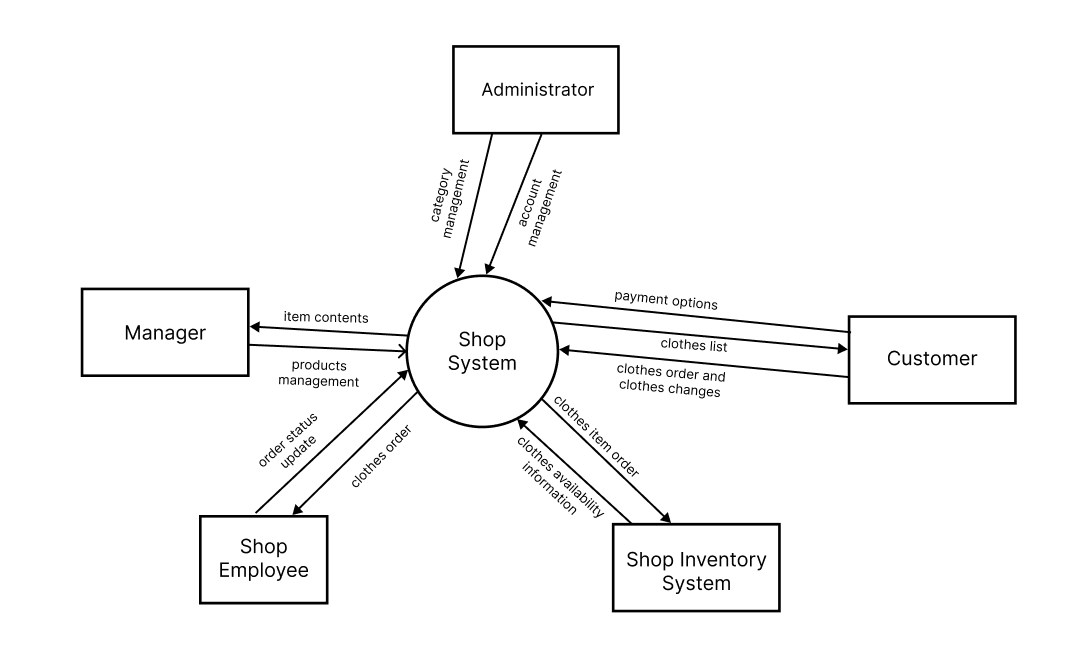 Administrator
category
management
account
management
Manager
item contents
products
management
Shop
System
payment options
clothes list
clothes order and
clothes changes
Customer
order status
update
clothes order
clothes item order
clothes availability
information
Shop
Employee
Shop Inventory
System